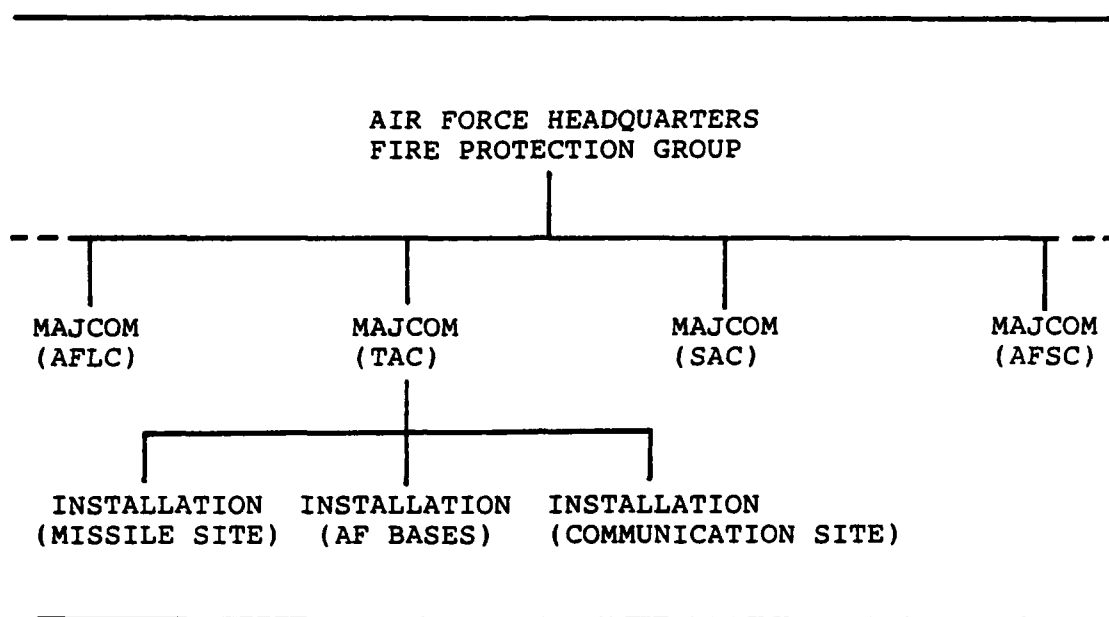 AIR FORCE HEADQUARTERS
FIRE PROTECTION GROUP
MAJCOM
(AFLC)
MAJCOM
(TAC)
MAJCOM
(SAC)
MAJCOM
(AFSC)
INSTALLATION
(MISSILE SITE)
INSTALLATION
(AF BASES)
INSTALLATION
(COMMUNICATION SITE)